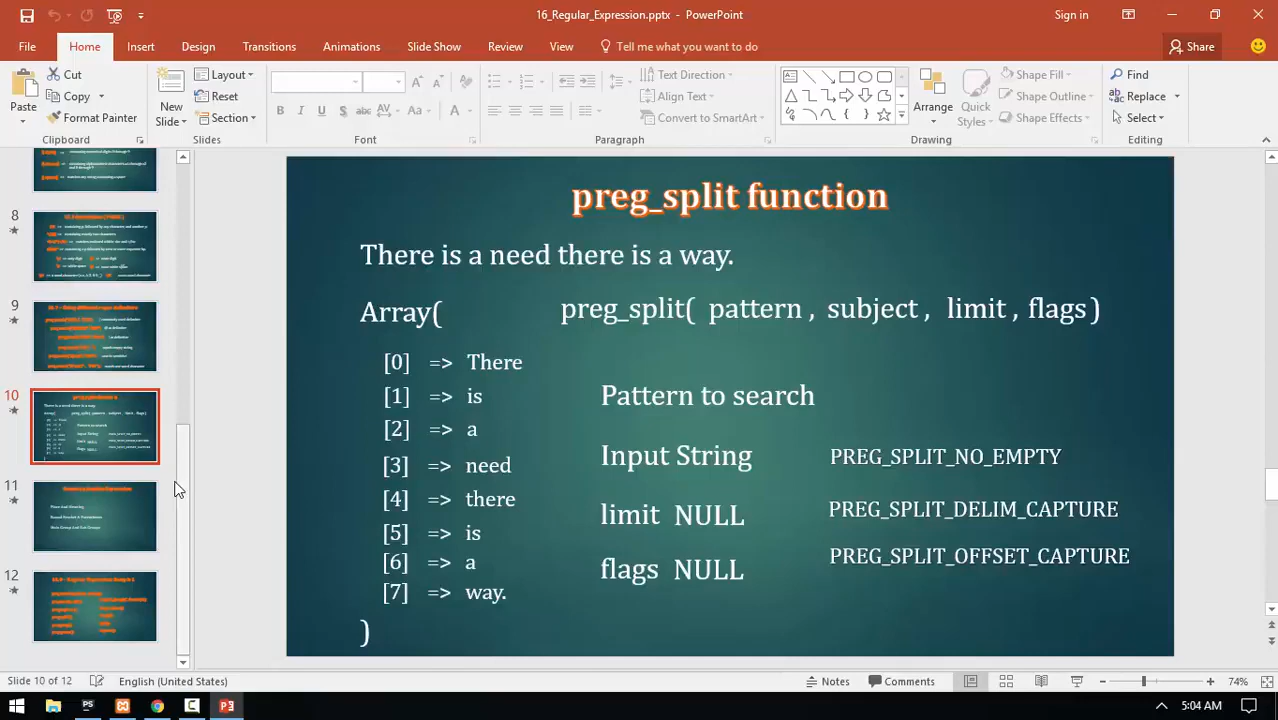 16_Regular_Expression.pptx - PowerPoint
Sign in
File Home Insert Design Transitions Animations Slide Show Review View Tell me what you want to do Share
Paste
Cut
Copy
Format Painter
Clipboard
New Slide
Layout
Reset
Section
Slides
B I U S abc AV Aa A
Font
Text Direction
Align Text
Convert to SmartArt
Paragraph
Arrange
Quick Styles
Shape Fill
Shape Outline
Shape Effects
Drawing
Find
Replace
Select
Editing
8
9
10
11
12
preg_split function
There is a need there is a way.
Array(
preg_split( pattern , subject , limit , flags )
[0] => There
[1] => is
[2] => a
[3] => need
[4] => there
[5] => is
[6] => a
[7] => way.
)
Pattern to search
Input String
limit NULL
flags NULL
PREG_SPLIT_NO_EMPTY
PREG_SPLIT_DELIM_CAPTURE
PREG_SPLIT_OFFSET_CAPTURE
Slide 10 of 12 English (United States) Notes Comments 74%
5:04 AM